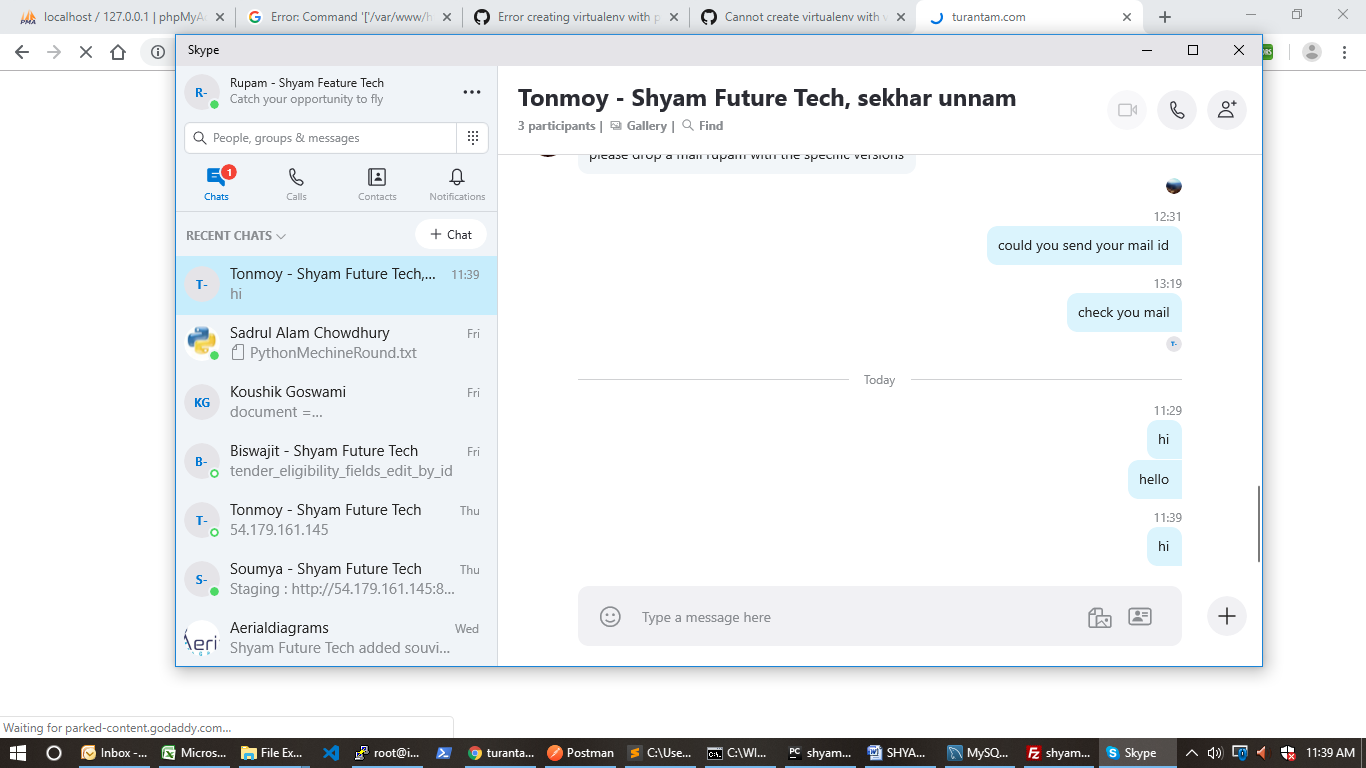 localhost / 127.0.0.1 | phpMyA
Error: Command '['/var/www/h
Error creating virtualenv with p
Cannot create virtualenv with v
turantam.com
Skype
Rupam - Shyam Feature Tech
Catch your opportunity to fly
People, groups & messages
Chats
1
Calls
Contacts
Notifications
RECENT CHATS
+ Chat
Tonmoy - Shyam Future Tech,...
11:39
hi
Sadrul Alam Chowdhury
Fri
PythonMechineRound.txt
KG
Koushik Goswami
Fri
document =...
B-
Biswajit - Shyam Future Tech
Fri
tender_eligibility_fields_edit_by_id
T-
Tonmoy - Shyam Future Tech
Thu
54.179.161.145
S-
Soumya - Shyam Future Tech
Thu
Staging : http://54.179.161.145:8...
Aerialdiagrams
Wed
Shyam Future Tech added souvi...
Tonmoy - Shyam Future Tech, sekhar unnam
3 participants | Gallery | Find
please drop a mail rupam with the specific versions
12:31
could you send your mail id
13:19
check you mail
Today
11:29
hi
hello
11:39
hi
Type a message here
Waiting for parked-content.godaddy.com...
Inbox -...
Micros...
File Ex...
root@i...
turanta...
Postman
C:\Use...
C:\WI...
shyam...
SHYA...
MySQ...
shyam...
Skype
11:39 AM